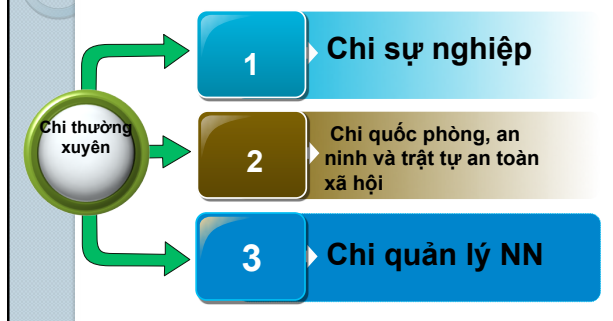 Chi thường
xuyên
1
Chi sự nghiệp
2
Chi quốc phòng, an
ninh và trật tự an toàn
xã hội
3
Chi quản lý NN